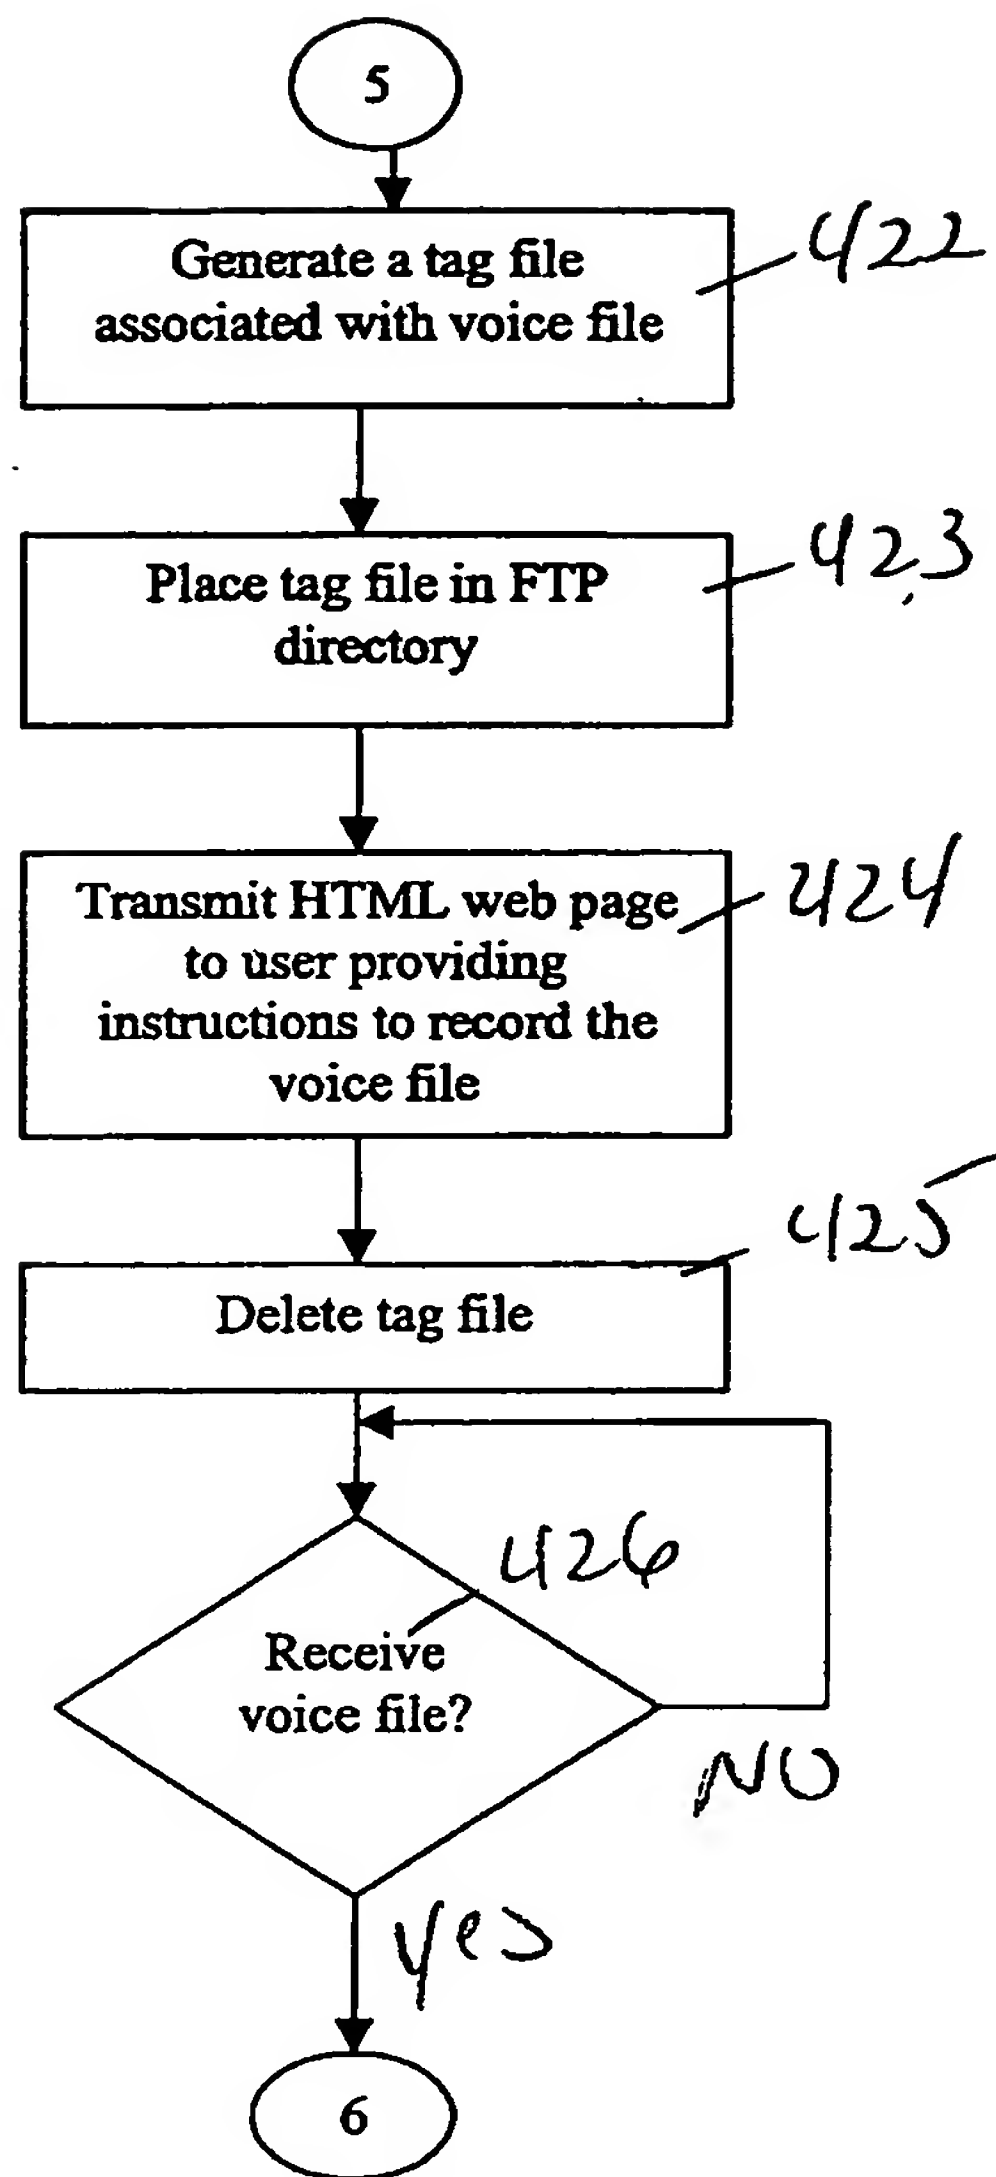 5
Generate a tag file
associated with voice file
422
Place tag file in FTP
directory
423
Transmit HTML web page
to user providing
instructions to record the
voice file
424
425
Delete tag file
426
Receive
voice file?
NO
Yes
6